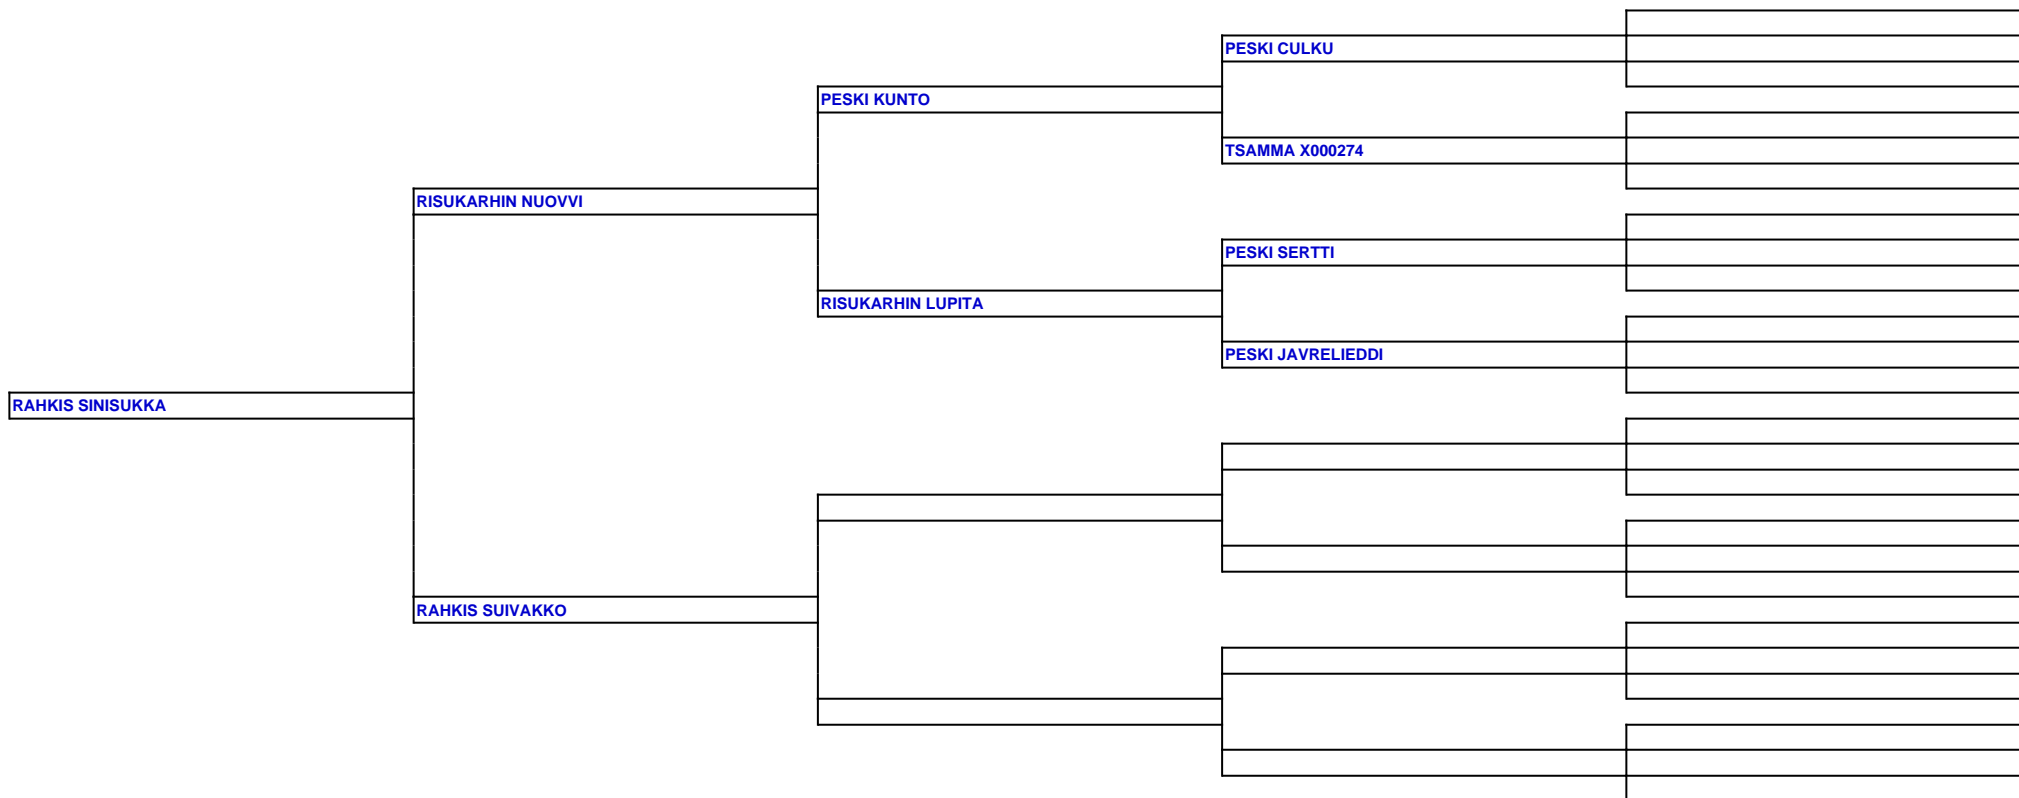 PESKI CULKU
PESKI KUNTO
TSAMMA X000274
RISUKARHIN NUOVVI
PESKI SERTTI
RISUKARHIN LUPITA
PESKI JAVRELIEDDI
RAHKIS SINISUKKA
RAHKIS SUIVAKKO